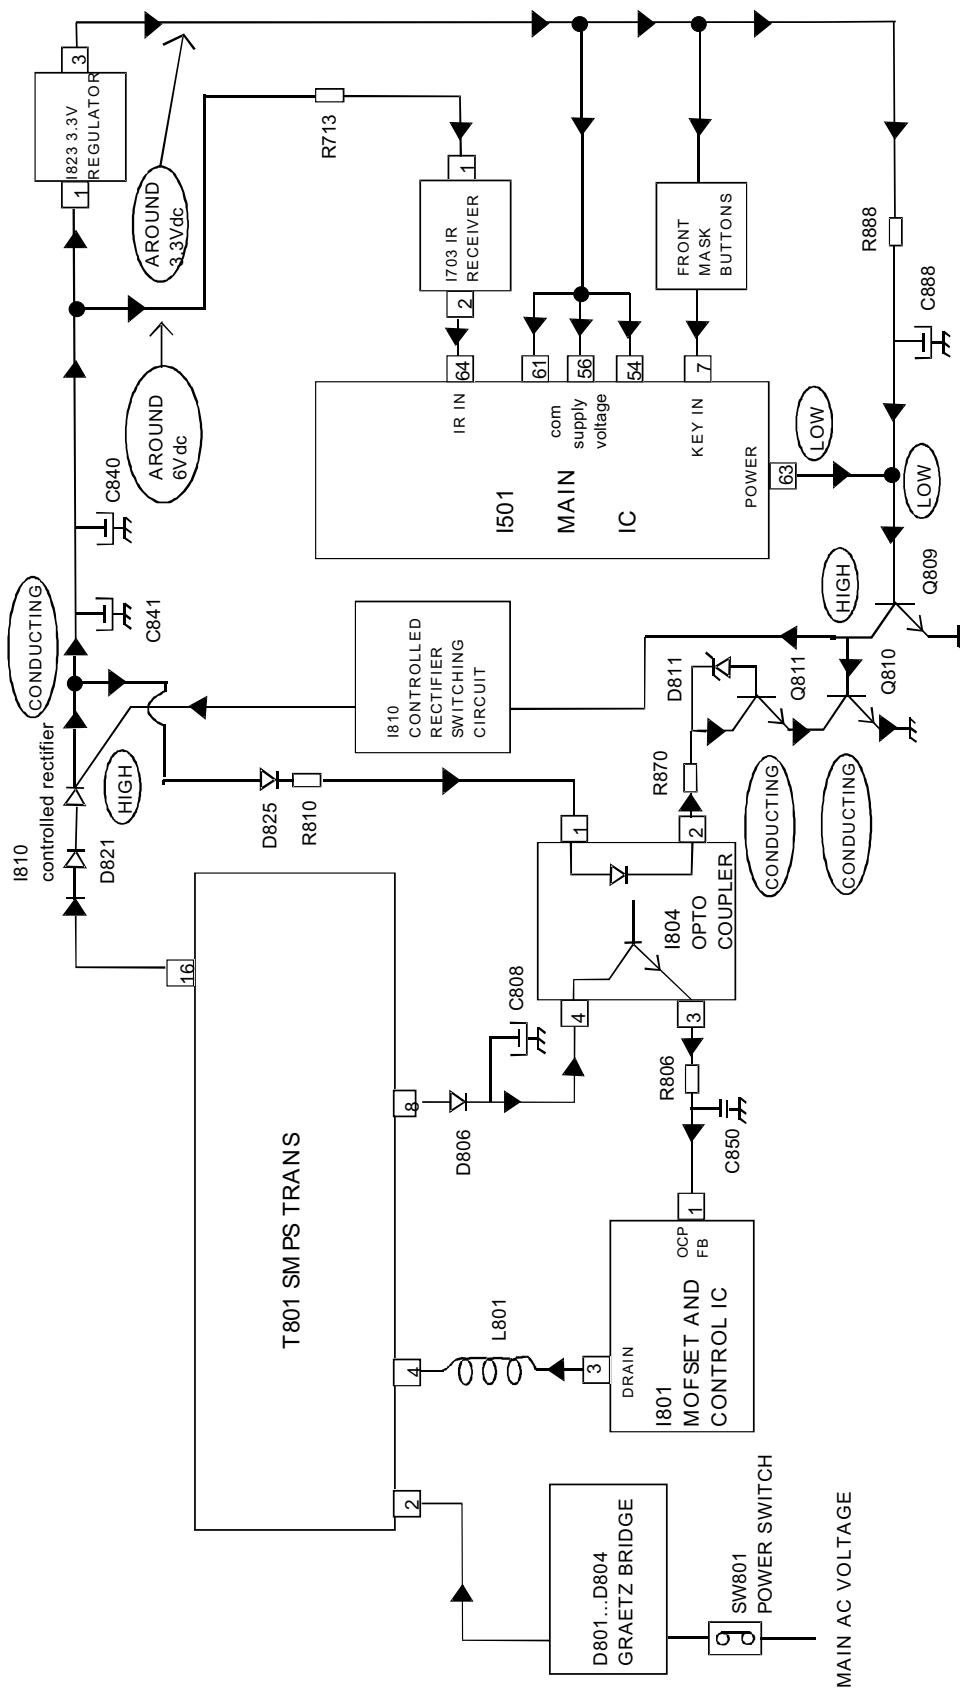 MAIN AC VOLTAGE
SW801
POWER SWITCH
D801...D804
GRAETZ BRIDGE
2
4
8
16
T801 SMPS TRANS
L801
3
DRAIN
I801
MOFSET AND
CONTROL IC
OCP
FB
1
C850
R806
D806
C808
4
3
I804
OPTO
COUPLER
1
2
I810
controlled rectifier
D821
HIGH
CONDUCTING
D825
R810
R870
CONDUCTING
CONDUCTING
D811
Q811
Q810
Q809
HIGH
I810
CONTROLLED
RECTIFIER
SWITCHING
CIRCUIT
C841
C840
AROUND
6Vdc
AROUND
3.3Vdc
I823 3.3V
REGULATOR
1
3
R713
1
I703 IR
RECEIVER
2
64
61
56
54
7
IR IN
com
supply
voltage
KEY IN
I501
MAIN
IC
POWER
63
LOW
LOW
FRONT
MASK
BUTTONS
R888
C888